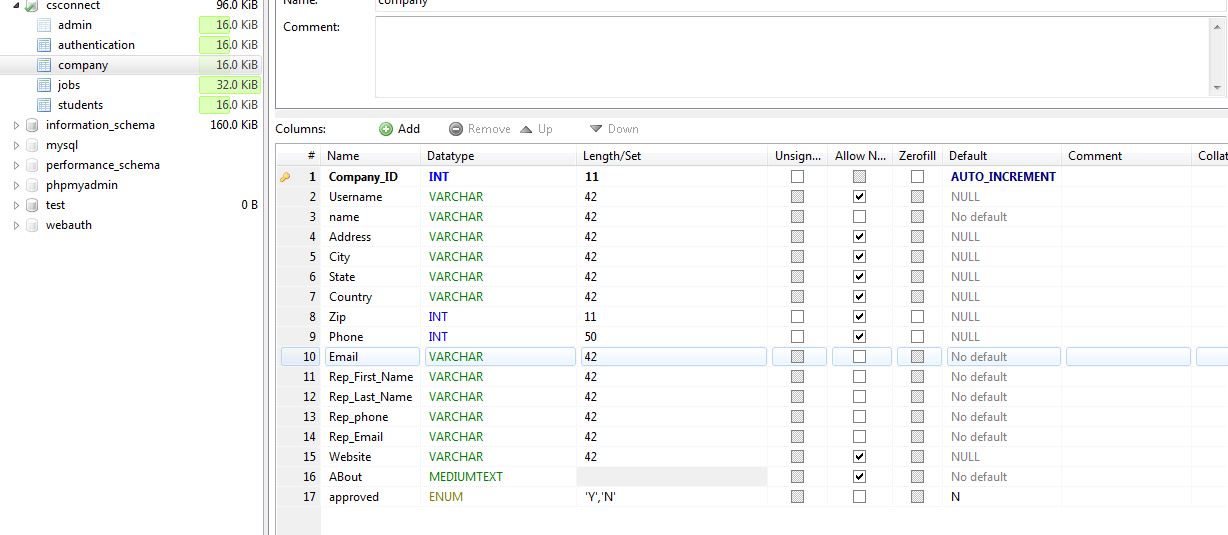 csconnect 96.0 KiB
admin 16.0 KiB
authentication 16.0 KiB
company 16.0 KiB
jobs 32.0 KiB
students 16.0 KiB
information_schema 160.0 KiB
mysql
performance_schema
phpmyadmin
test 0 B
webauth
Name: company
Comment:
Columns: Add Remove Up Down
# Name Datatype Length/Set Unsign... Allow N... Zerofill Default Comment Collat
1 Company_ID INT 11 AUTO_INCREMENT
2 Username VARCHAR 42 NULL
3 name VARCHAR 42 No default
4 Address VARCHAR 42 NULL
5 City VARCHAR 42 NULL
6 State VARCHAR 42 NULL
7 Country VARCHAR 42 NULL
8 Zip INT 11 NULL
9 Phone INT 50 NULL
10 Email VARCHAR 42 No default
11 Rep_First_Name VARCHAR 42 No default
12 Rep_Last_Name VARCHAR 42 No default
13 Rep_phone VARCHAR 42 No default
14 Rep_Email VARCHAR 42 No default
15 Website VARCHAR 42 NULL
16 ABout MEDIUMTEXT No default
17 approved ENUM 'Y','N' N